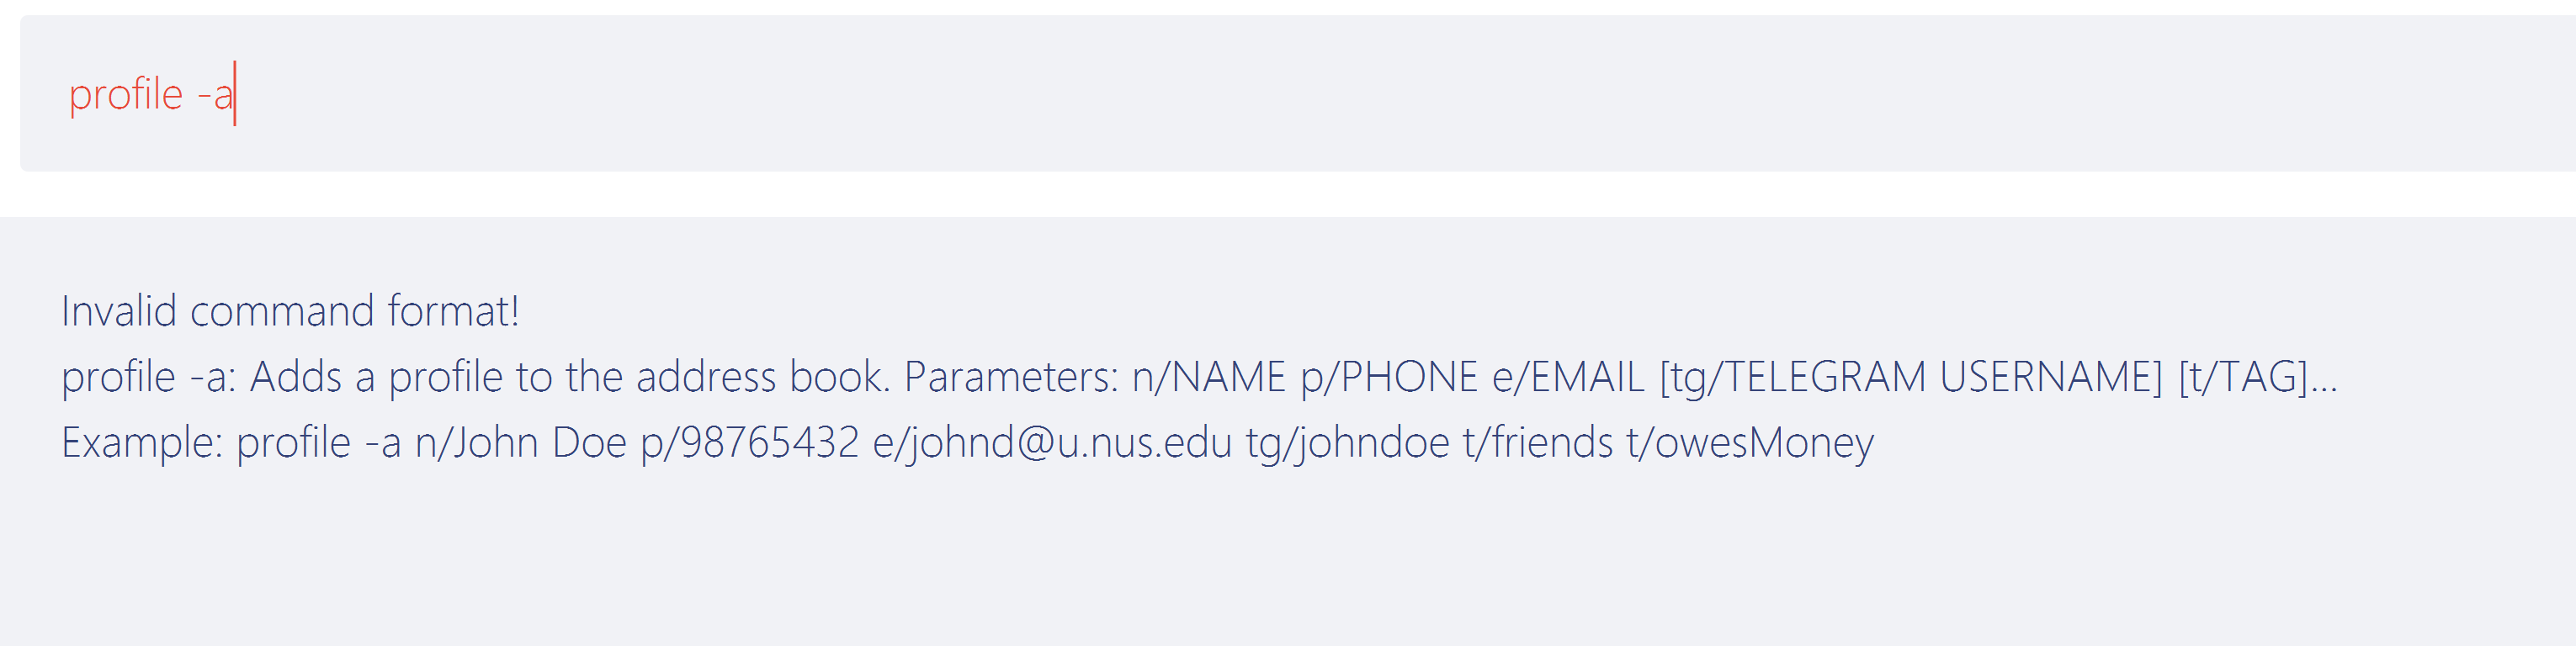 profile -a
Invalid command format!
profile -a: Adds a profile to the address book. Parameters: n/NAME p/PHONE e/EMAIL [tg/TELEGRAM USERNAME] [t/TAG]...
Example: profile -a n/John Doe p/98765432 e/johnd@u.nus.edu tg/johndoe t/friends t/owesMoney